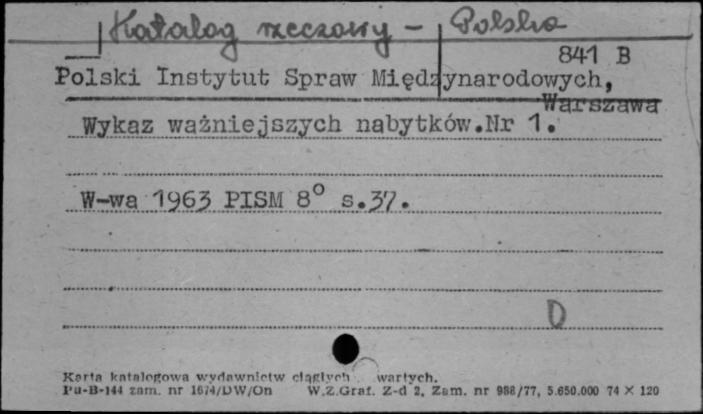 Katalog rzeczowy - Polska
841 B
Polski Instytut Spraw Międzynarodowych,
Warszawa
Wykaz ważniejszych nabytków.Nr 1.
W-wa 1963 PISM 8° s.37.
D
Karta katalogowa wydawnictw ciągłych wartych.
Pu-B-144 zam. nr 1674/DW/On W.Z.Graf. Z-d 2, Zam. nr 988/77, 5.650.000 74 X 120